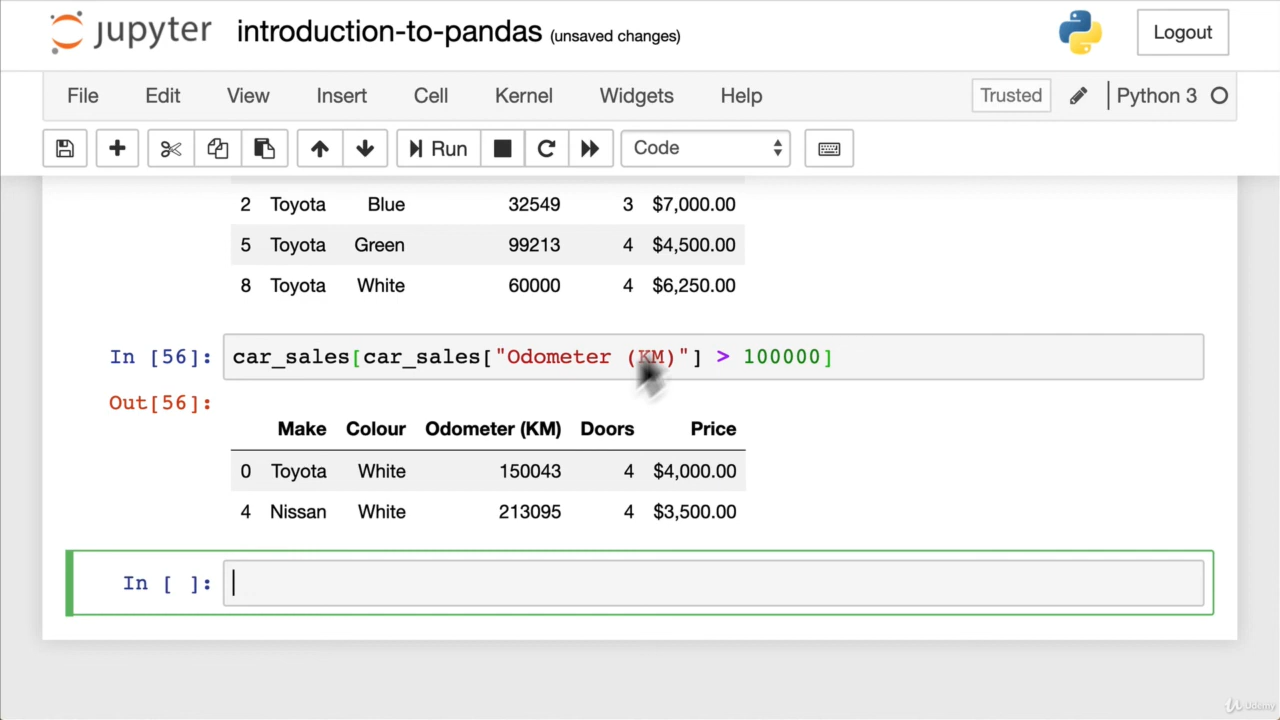 jupyter introduction-to-pandas (unsaved changes) Logout
File Edit View Insert Cell Kernel Widgets Help Trusted Python 3
Run Code
2 Toyota Blue 32549 3 $7,000.00
5 Toyota Green 99213 4 $4,500.00
8 Toyota White 60000 4 $6,250.00
In [56]: car_sales[car_sales["Odometer (KM)"] > 100000]
Out[56]:
Make Colour Odometer (KM) Doors Price
0 Toyota White 150043 4 $4,000.00
4 Nissan White 213095 4 $3,500.00
In [ ]:
Udemy